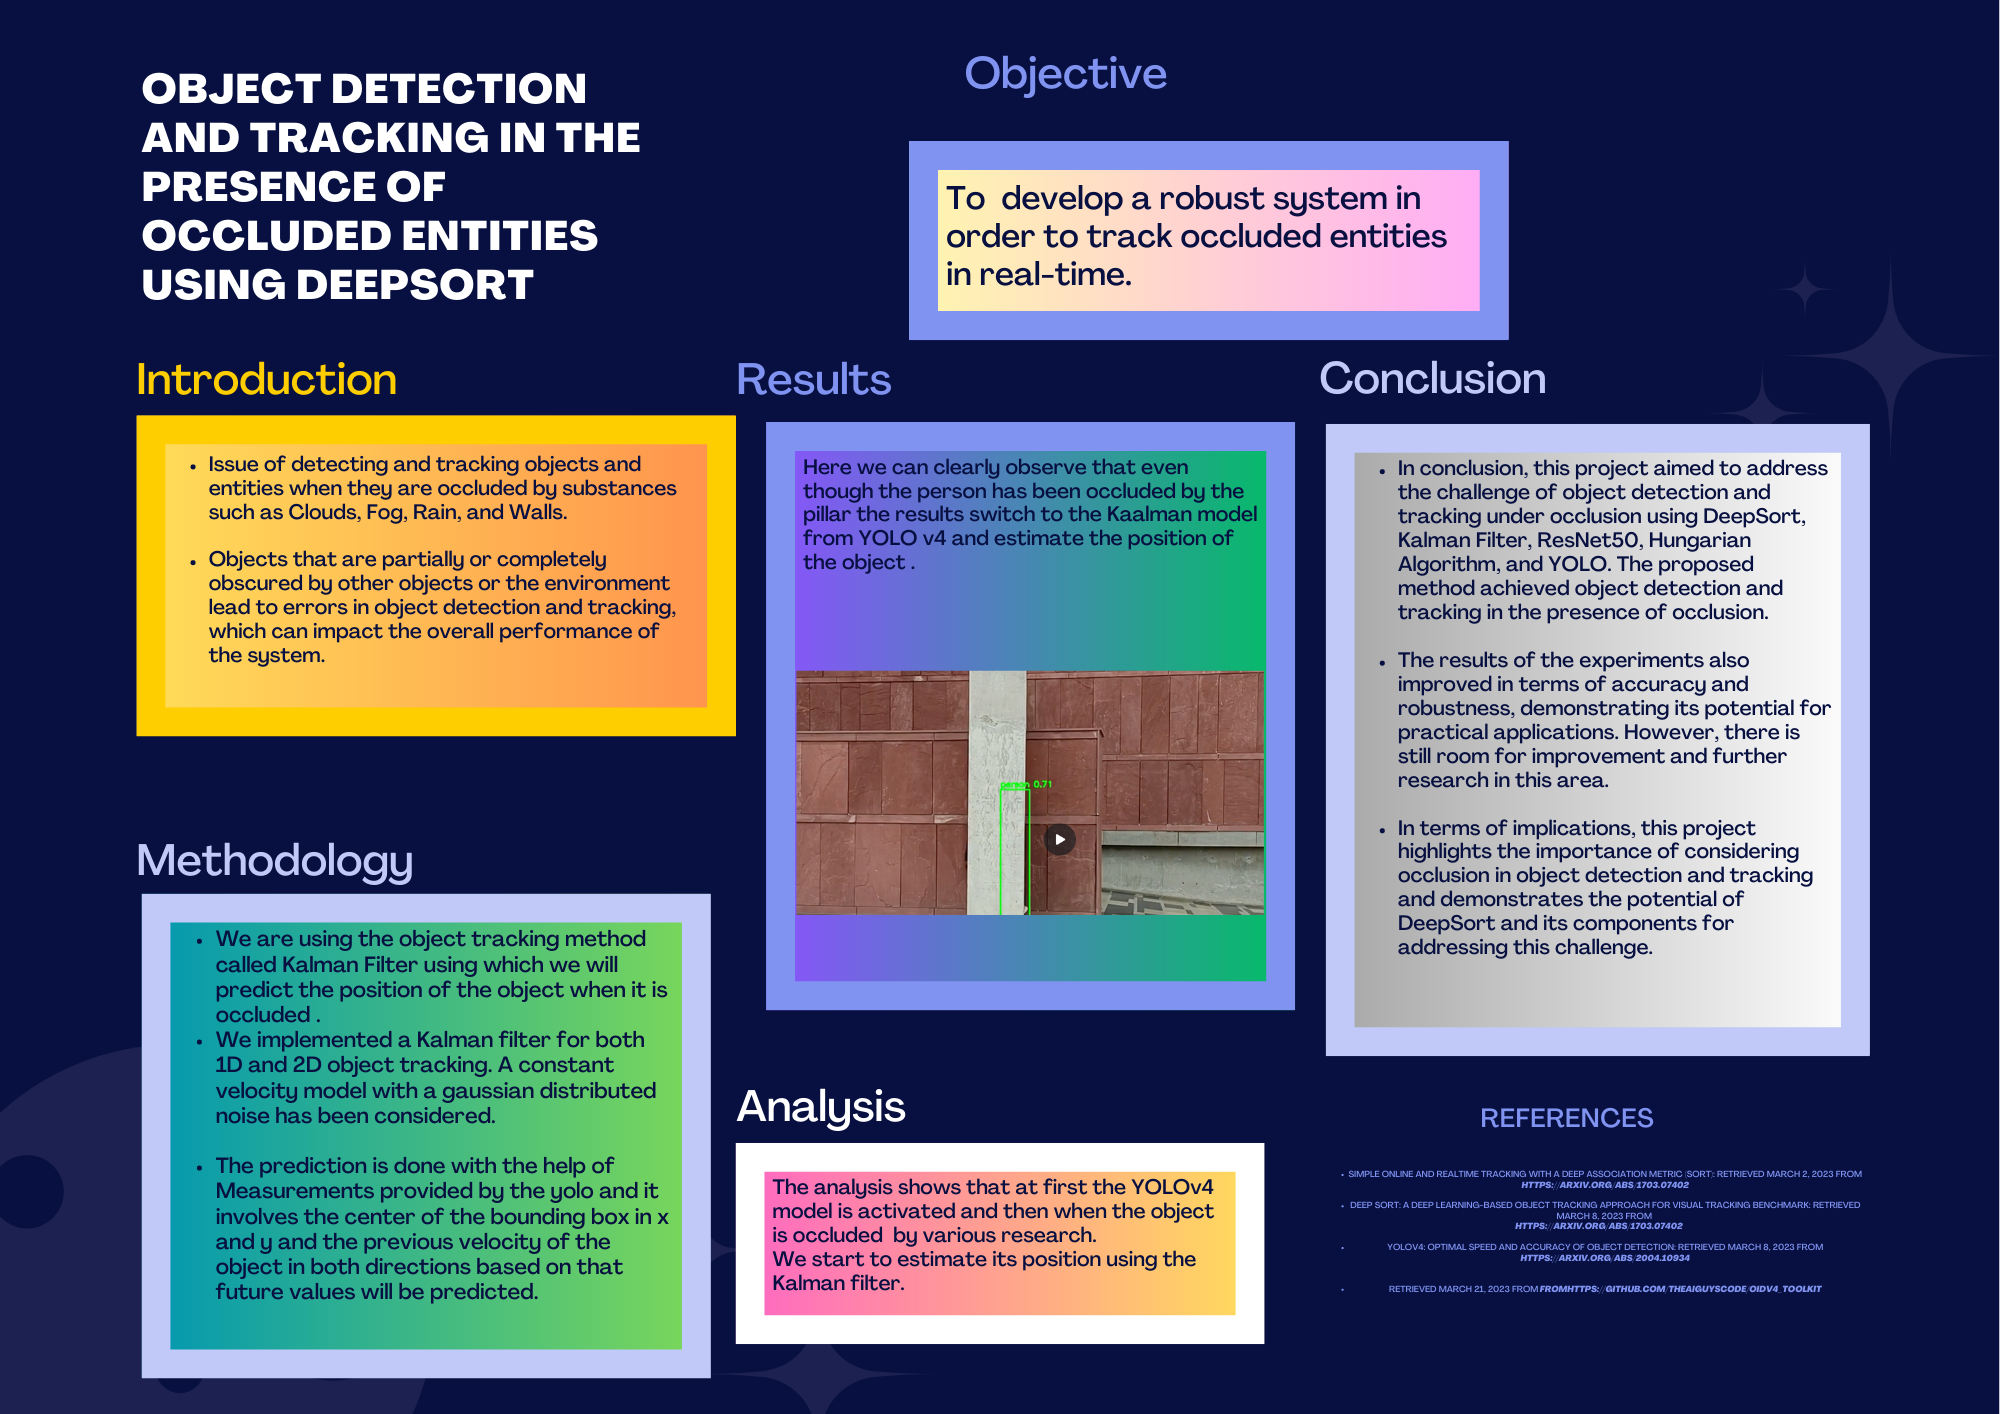 OBJECT DETECTION
AND TRACKING IN THE
PRESENCE OF
OCCLUDED ENTITIES
USING DEEPSORT
Objective
To  develop a robust system in
order to track occluded entities
in real-time.
Introduction
• Issue of detecting and tracking objects and
entities when they are occluded by substances
such as Clouds, Fog, Rain, and Walls.
• Objects that are partially or completely
obscured by other objects or the environment
lead to errors in object detection and tracking,
which can impact the overall performance of
the system.
Methodology
• We are using the object tracking method
called Kalman Filter using which we will
predict the position of the object when it is
occluded .
• We implemented a Kalman filter for both
1D and 2D object tracking. A constant
velocity model with a gaussian distributed
noise has been considered.
• The prediction is done with the help of
Measurements provided by the yolo and it
involves the center of the bounding box in x
and y and the previous velocity of the
object in both directions based on that
future values will be predicted.
Results
Here we can clearly observe that even
though the person has been occluded by the
pillar the results switch to the Kaalman model
from YOLO v4 and estimate the position of
the object .
person 0.71
Analysis
The analysis shows that at first the YOLOv4
model is activated and then when the object
is occluded  by various research.
We start to estimate its position using the
Kalman filter.
Conclusion
• In conclusion, this project aimed to address
the challenge of object detection and
tracking under occlusion using DeepSort,
Kalman Filter, ResNet50, Hungarian
Algorithm, and YOLO. The proposed
method achieved object detection and
tracking in the presence of occlusion.
• The results of the experiments also
improved in terms of accuracy and
robustness, demonstrating its potential for
practical applications. However, there is
still room for improvement and further
research in this area.
• In terms of implications, this project
highlights the importance of considering
occlusion in object detection and tracking
and demonstrates the potential of
DeepSort and its components for
addressing this challenge.
REFERENCES
• SIMPLE ONLINE AND REALTIME TRACKING WITH A DEEP ASSOCIATION METRIC (SORT): RETRIEVED MARCH 2, 2023 FROM
HTTPS://ARXIV.ORG/ABS/1703.07402
• DEEP SORT: A DEEP LEARNING-BASED OBJECT TRACKING APPROACH FOR VISUAL TRACKING BENCHMARK: RETRIEVED
MARCH 8, 2023 FROM
HTTPS://ARXIV.ORG/ABS/1703.07402
• YOLOV4: OPTIMAL SPEED AND ACCURACY OF OBJECT DETECTION: RETRIEVED MARCH 8, 2023 FROM
HTTPS://ARXIV.ORG/ABS/2004.10934
• RETRIEVED MARCH 21, 2023 FROM FROMHTTPS://GITHUB.COM/THEAIGUYSCODE/OIDV4_TOOLKIT